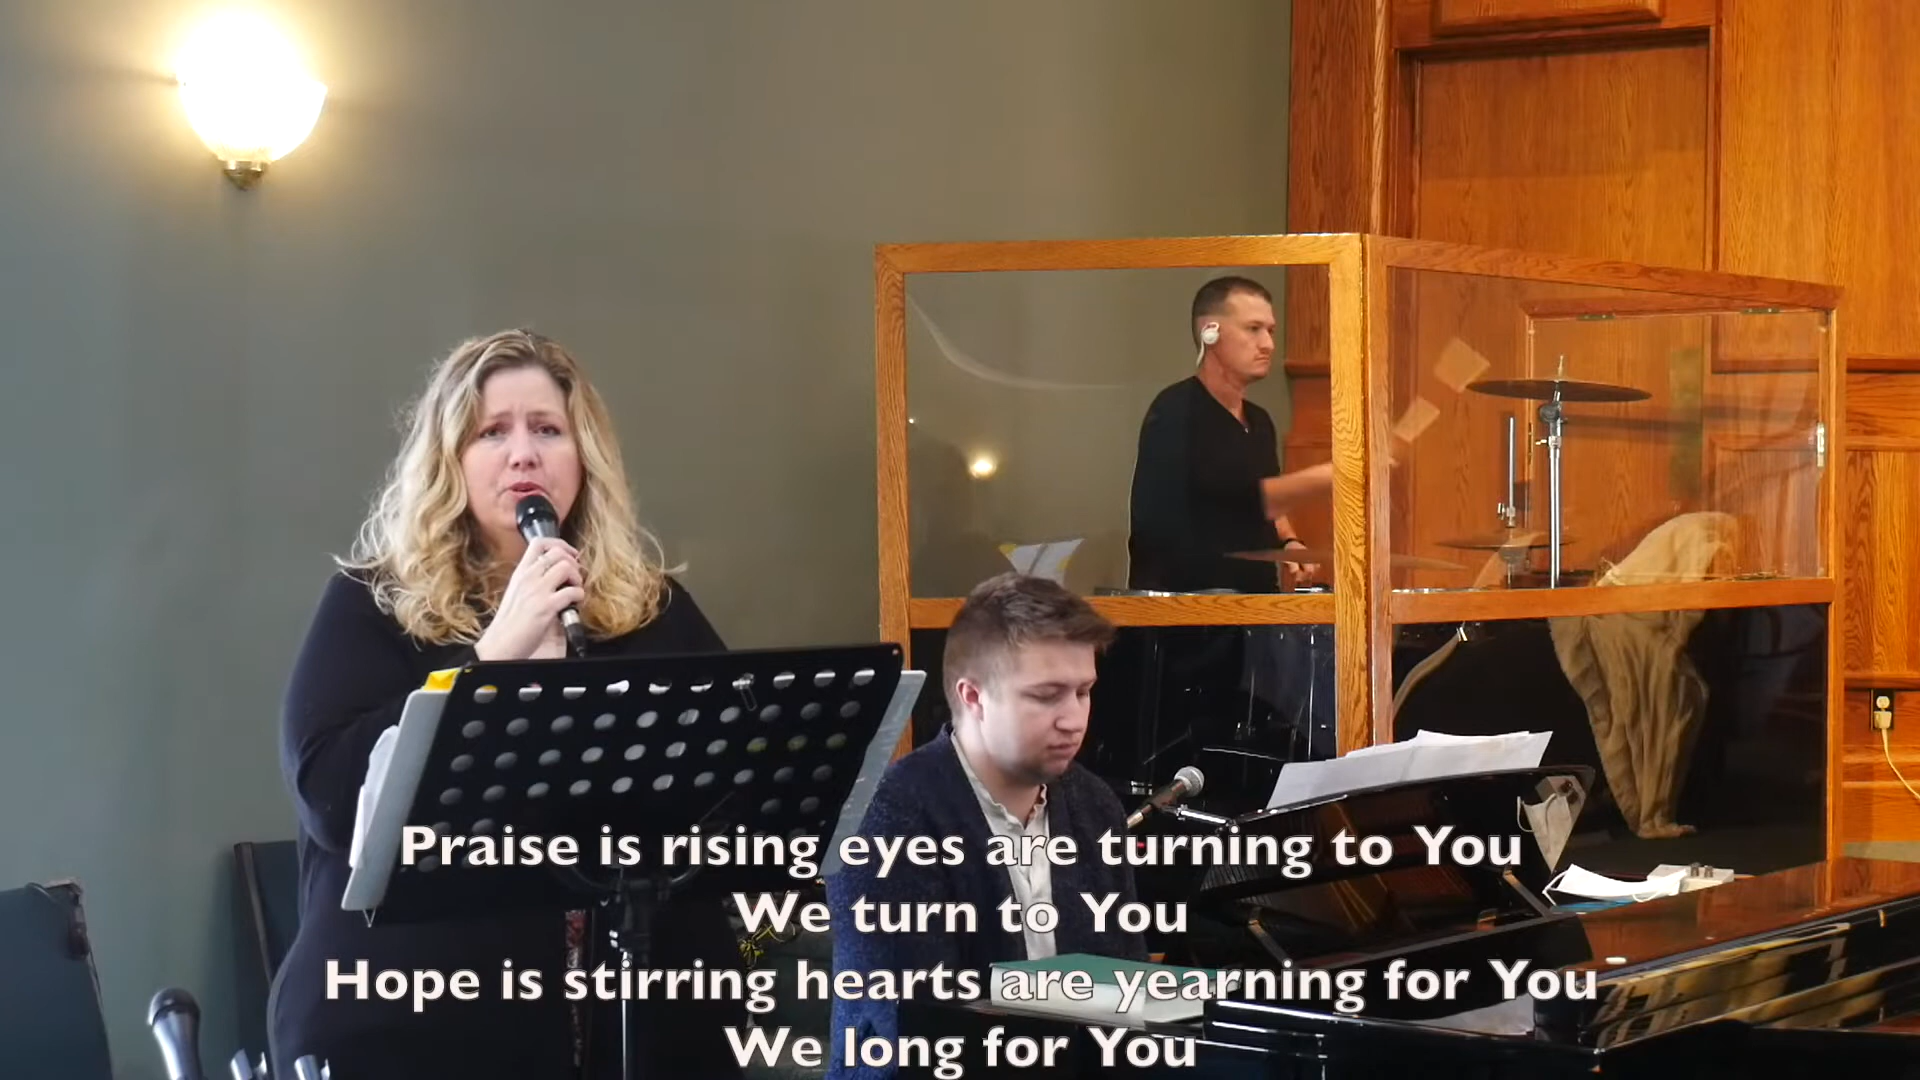 Praise is rising eyes are turning to You
We turn to You
Hope is stirring hearts are yearning for You
We long for You